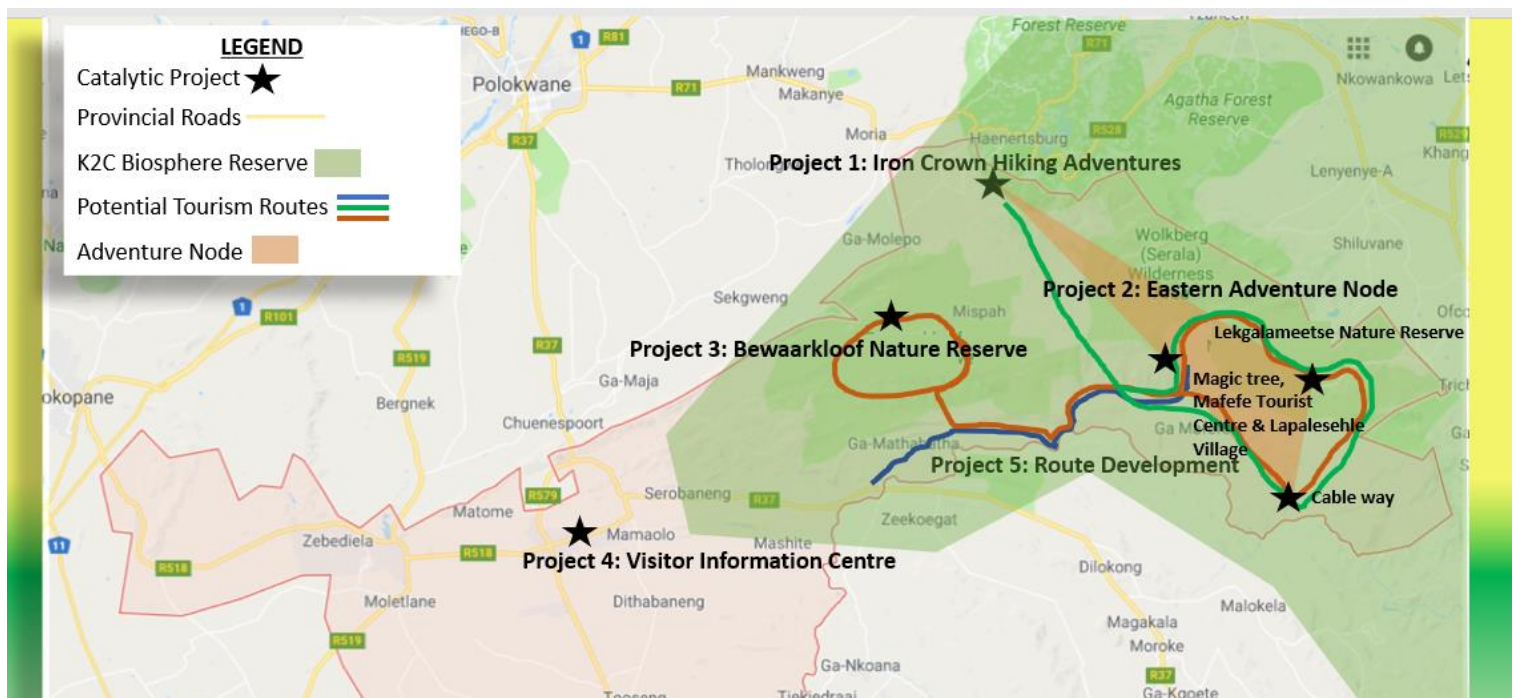 LEGEND
Catalytic Project
Provincial Roads
K2C Biosphere Reserve
Potential Tourism Routes
Adventure Node
Forest Reserve
R71
1
R81
Polokwane
Mankweng
Makanye
R71
Nkowankowa
Agatha Forest
Reserve
R37
Moria
Haenertsburg
R528
R529
Project 1: Iron Crown Hiking Adventures
Lenyenye-A
Ga-Molepo
Wolkberg
(Serala)
Wilderness
Shiluvane
Project 2: Eastern Adventure Node
Sekgweng
Mispah
1
R101
Lekgalameetse Nature Reserve
R37
Project 3: Bewaarkloof Nature Reserve
R519
Ga-Maja
Magic tree,
Mafefe Tourist
Centre & Lapalesehle
Village
okopane
Bergnek
Chuenespoort
Ga-Mathabatha
Project 5: Route Development
R579
Serobaneng
R37
Cable way
Matome
Zeekoegat
Mamaolo
Mashite
11
Zebediela
R518
R518
Project 4: Visitor Information Centre
Dilokong
Moletlane
Dithabaneng
Malokela
R519
Magakala
Moroke
Ga-Nkoana
R37